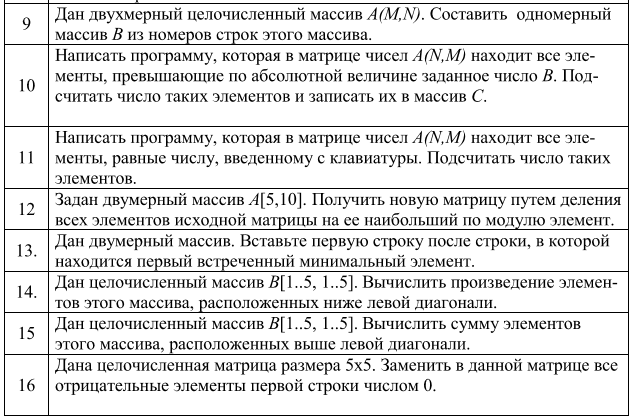 9
Дан двухмерный целочисленный массив A(M,N). Составить одномерный
массив B из номеров строк этого массива.
10
Написать программу, которая в матрице чисел A(N,M) находит все эле-
менты, превышающие по абсолютной величине заданное число B. Под-
считать число таких элементов и записать их в массив C.
11
Написать программу, которая в матрице чисел A(N,M) находит все эле-
менты, равные числу, введенному с клавиатуры. Подсчитать число таких
элементов.
12
Задан двумерный массив A[5,10]. Получить новую матрицу путем деления
всех элементов исходной матрицы на ее наибольший по модулю элемент.
13.
Дан двумерный массив. Вставьте первую строку после строки, в которой
находится первый встреченный минимальный элемент.
14.
Дан целочисленный массив B[1..5, 1..5]. Вычислить произведение элемен-
тов этого массива, расположенных ниже левой диагонали.
15
Дан целочисленный массив B[1..5, 1..5]. Вычислить сумму элементов
этого массива, расположенных выше левой диагонали.
16
Дана целочисленная матрица размера 5х5. Заменить в данной матрице все
отрицательные элементы первой строки числом 0.